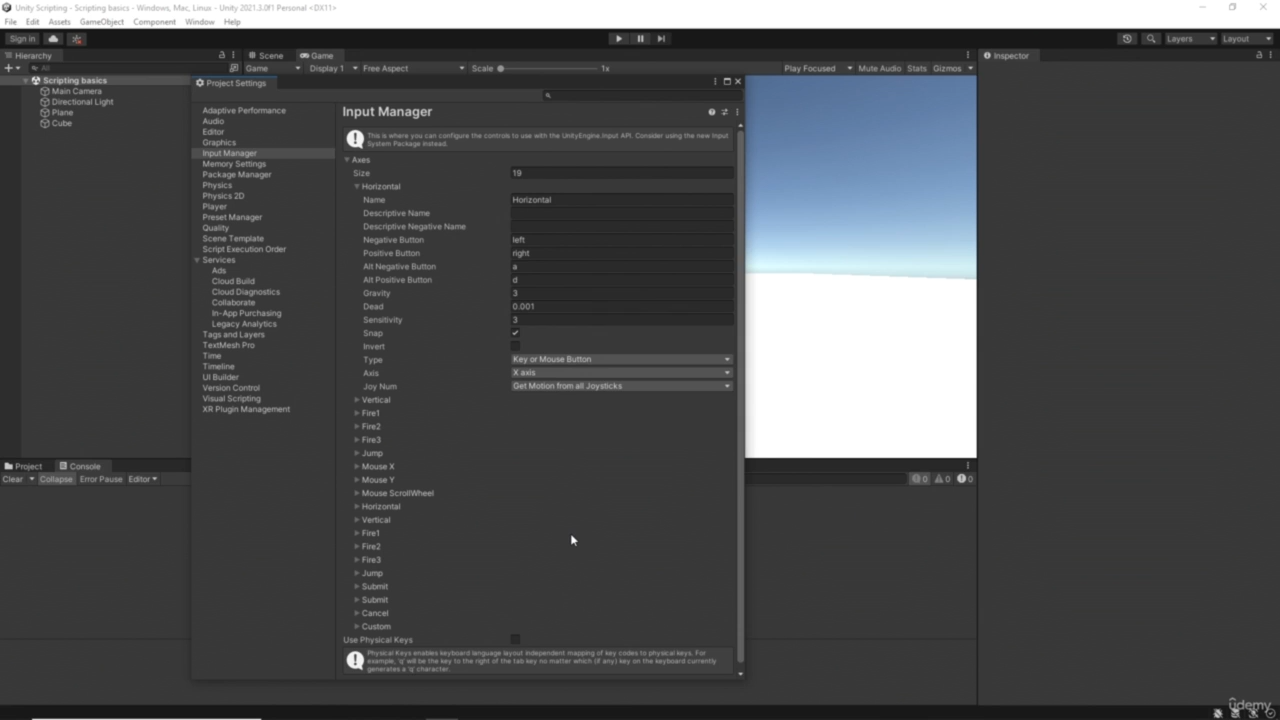 Unity Scripting - Scripting basics - Windows, Mac, Linux - Unity 2021.3.0f1 Personal <DX11>
File Edit Assets GameObject Component Window Help
Sign in Layers Layout
Hierarchy Scene Game Inspector
All Game Display 1 Free Aspect Scale 1x Play Focused Mute Audio Stats Gizmos
Scripting basics
Main Camera
Directional Light
Plane
Cube
Project Settings
Adaptive Performance
Audio
Editor
Graphics
Input Manager
Memory Settings
Package Manager
Physics
Physics 2D
Player
Preset Manager
Quality
Scene Template
Script Execution Order
Services
Ads
Cloud Build
Cloud Diagnostics
Collaborate
In-App Purchasing
Legacy Analytics
Tags and Layers
TextMesh Pro
Time
Timeline
UI Builder
Version Control
Visual Scripting
XR Plugin Management
Input Manager
This is where you can configure the controls to use with the UnityEngine.Input API. Consider using the new Input
System Package instead.
Axes
Size 19
Horizontal
Name Horizontal
Descriptive Name
Descriptive Negative Name
Negative Button left
Positive Button right
Alt Negative Button a
Alt Positive Button d
Gravity 3
Dead 0.001
Sensitivity 3
Snap
Invert
Type Key or Mouse Button
Axis X axis
Joy Num Get Motion from all Joysticks
Vertical
Fire1
Fire2
Fire3
Jump
Mouse X
Mouse Y
Mouse ScrollWheel
Horizontal
Vertical
Fire1
Fire2
Fire3
Jump
Submit
Submit
Cancel
Custom
Use Physical Keys
Physical Keys enables keyboard language layout independent mapping of key codes to physical keys. For
example, 'q' will be the key to the right of the tab key no matter which (if any) key on the keyboard currently
generates a 'q' character.
Project Console
Clear Collapse Error Pause Editor 0 0 0
udemy